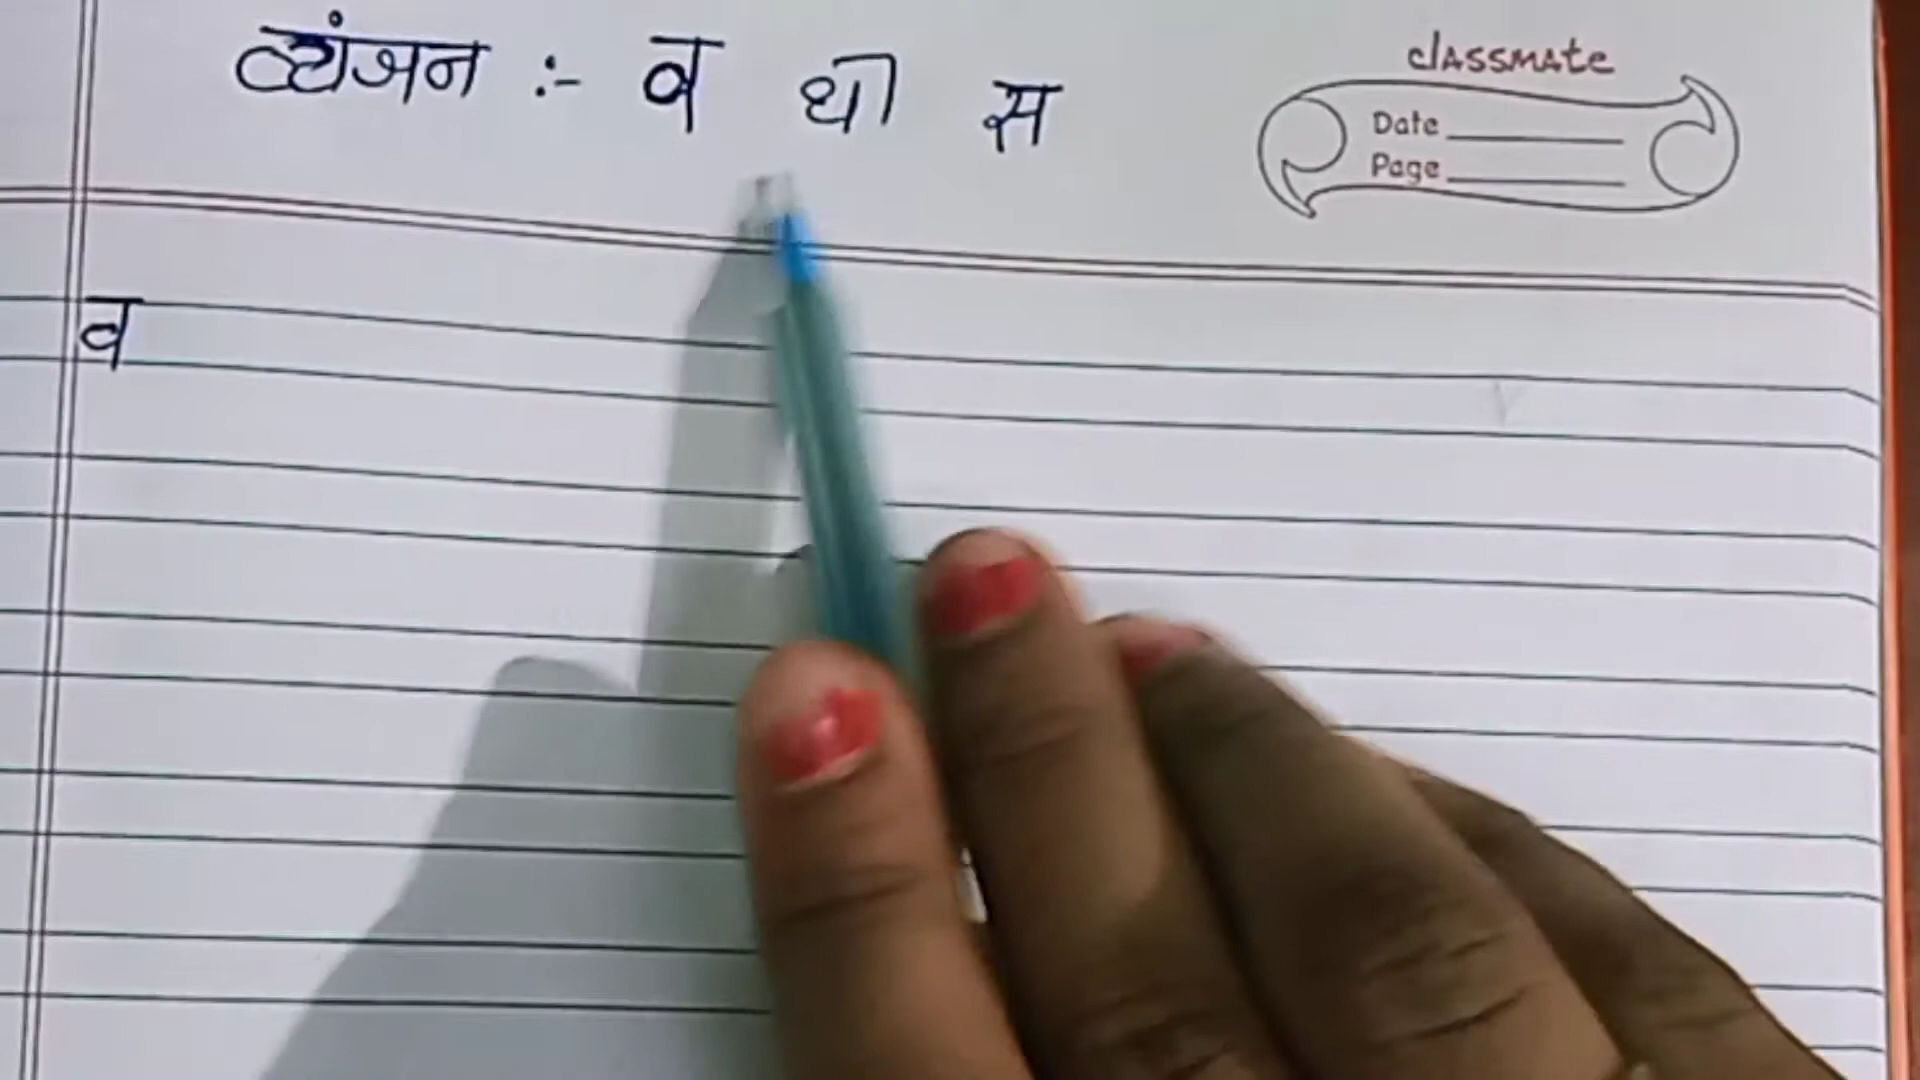 व्यंजन :- व श स
classmate
Date
Page
व